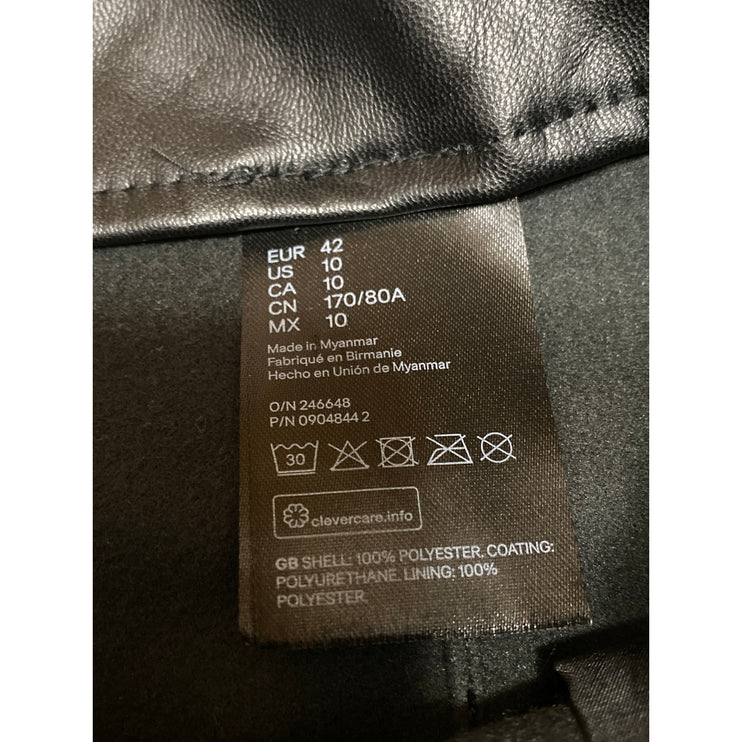 EUR 42
US 10
CA 10
CN 170/80A
MX 10
Made in Myanmar
Fabriqué en Birmanie
Hecho en Unión de Myanmar
O/N 246648
P/N 0904844 2
30
clevercare.info
GB SHELL: 100% POLYESTER. COATING:
POLYURETHANE. LINING: 100%
POLYESTER.